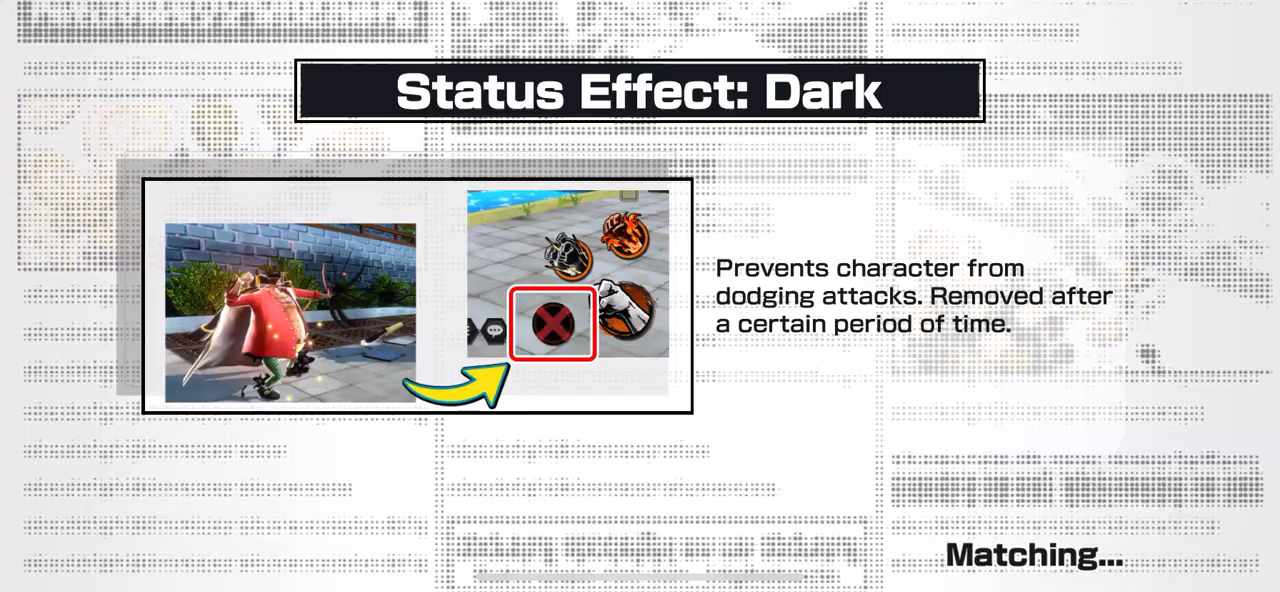 Status Effect: Dark
Prevents character from
dodging attacks. Removed after
a certain period of time.
Matching...